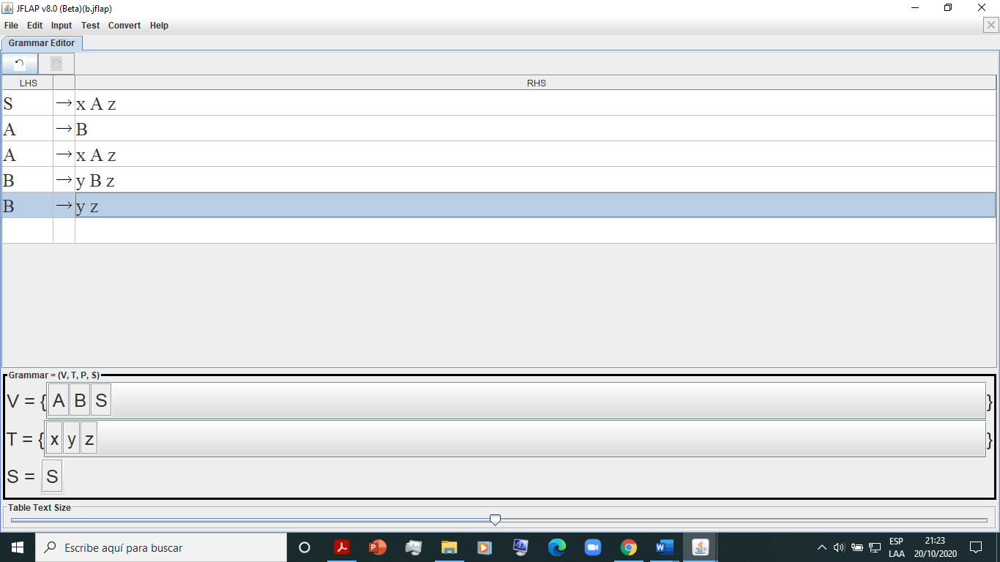 JFLAP v8.0 (Beta)(b.jflap)
File Edit Input Test Convert Help
Grammar Editor
LHS RHS
S → x A z
A → B
A → x A z
B → y B z
B → y z
Grammar = (V, T, P, S)
V = { A B S }
T = { x y z }
S = S
Table Text Size
Escribe aquí para buscar
ESP 21:23
LAA 20/10/2020